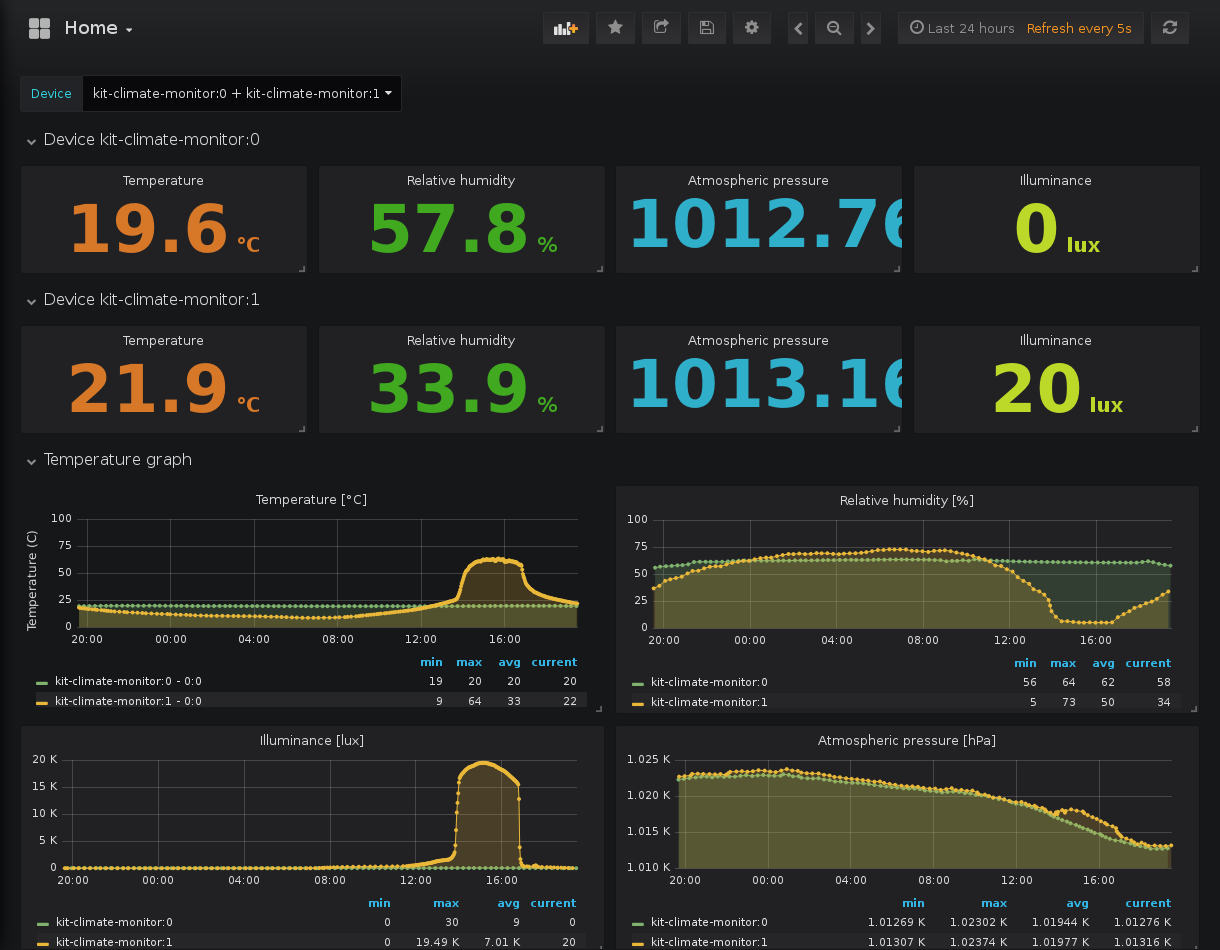 Home
Last 24 hours Refresh every 5s
Device kit-climate-monitor:0 + kit-climate-monitor:1
Device kit-climate-monitor:0
Temperature Relative humidity Atmospheric pressure Illuminance
19.6 °C 57.8 % 1012.76 0 lux
Device kit-climate-monitor:1
Temperature Relative humidity Atmospheric pressure Illuminance
21.9 °C 33.9 % 1013.16 20 lux
Temperature graph
Temperature [°C]
Temperature (C)
100
75
50
25
0
20:00 00:00 04:00 08:00 12:00 16:00
min max avg current
kit-climate-monitor:0 - 0:0 19 20 20 20
kit-climate-monitor:1 - 0:0 9 64 33 22
Relative humidity [%]
100
75
50
25
0
20:00 00:00 04:00 08:00 12:00 16:00
min max avg current
kit-climate-monitor:0 56 64 62 58
kit-climate-monitor:1 5 73 50 34
Illuminance [lux]
20 K
15 K
10 K
5 K
0
20:00 00:00 04:00 08:00 12:00 16:00
min max avg current
kit-climate-monitor:0 0 30 9 0
kit-climate-monitor:1 0 19.49 K 7.01 K 20
Atmospheric pressure [hPa]
1.025 K
1.020 K
1.015 K
1.010 K
20:00 00:00 04:00 08:00 12:00 16:00
min max avg current
kit-climate-monitor:0 1.01269 K 1.02302 K 1.01944 K 1.01276 K
kit-climate-monitor:1 1.01307 K 1.02374 K 1.01977 K 1.01316 K